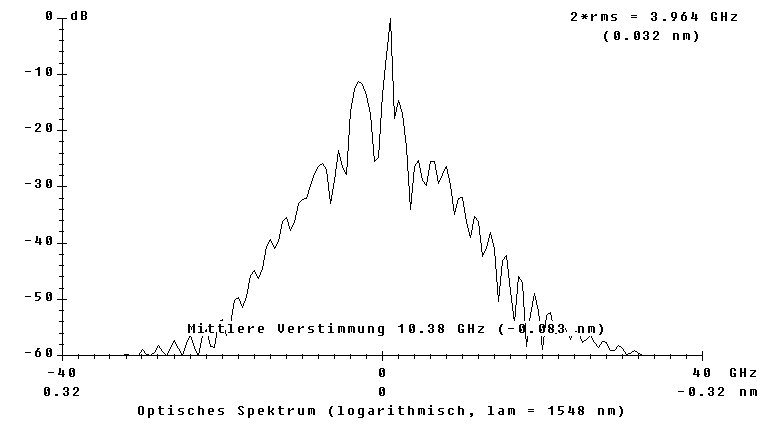 0 dB
2*rms = 3.964 GHz
(0.032 nm)
-10
-20
-30
-40
-50
Mittlere Verstimmung 10.38 GHz (-0.083 nm)
-60
-40 0 40 GHz
0.32 0 -0.32 nm
Optisches Spektrum (logarithmisch, lam = 1548 nm)